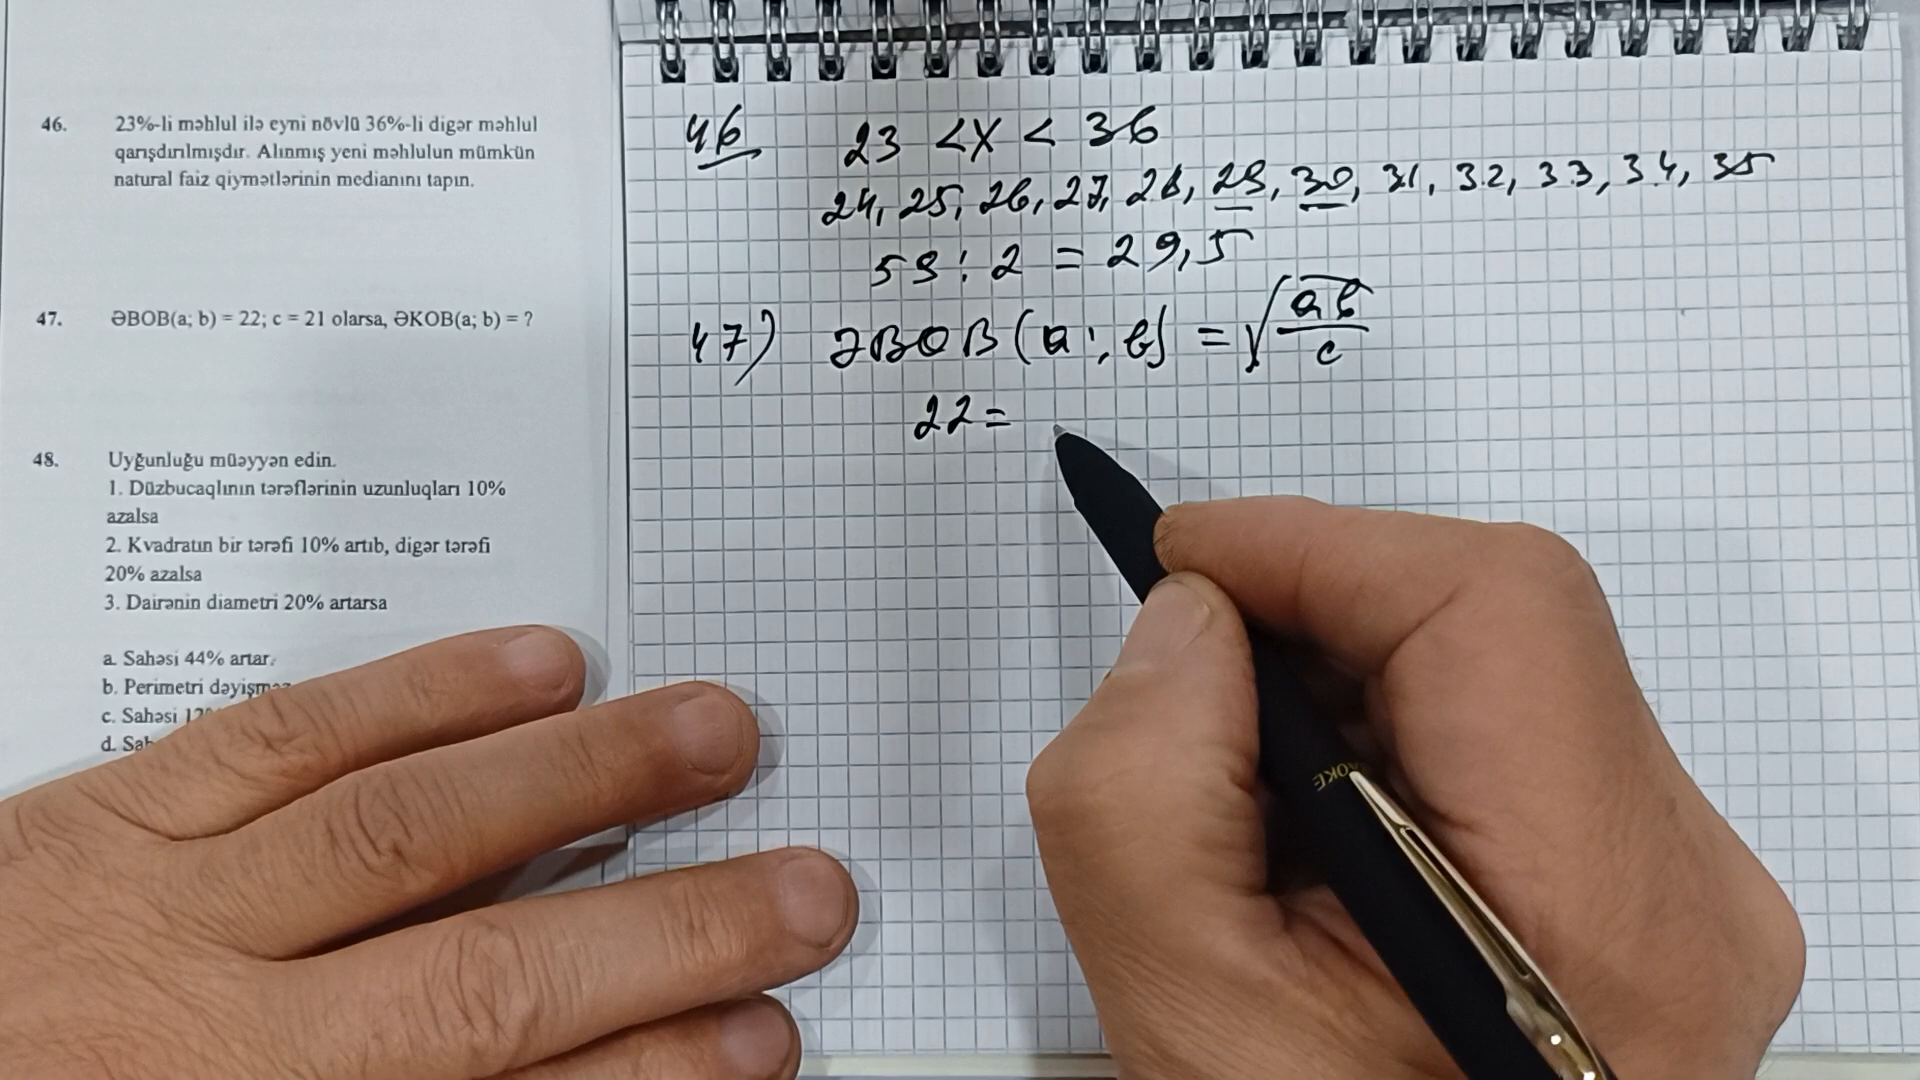 46. 23%-li məhlul ilə eyni növlü 36%-li digər məhlul
qarışdırılmışdır. Alınmış yeni məhlulun mümkün
natural faiz qiymətlərinin medianını tapın.
47. ƏBOB(a; b) = 22; c = 21 olarsa, ƏKOB(a; b) = ?
48. Uyğunluğu müəyyən edin.
1. Düzbucaqlının tərəflərinin uzunluqları 10%
azalsa
2. Kvadratın bir tərəfi 10% artıb, digər tərəfi
20% azalsa
3. Dairənin diametri 20% artarsa
a. Sahəsi 44% artar.
b. Perimetri
c. Sahəsi
d.
46 23 < X < 36
24, 25, 26, 27, 28, 29, 30, 31, 32, 33, 34, 35
59 : 2 = 29,5
47) ƏBOB (a ; b) = √(ab/c)
22 =